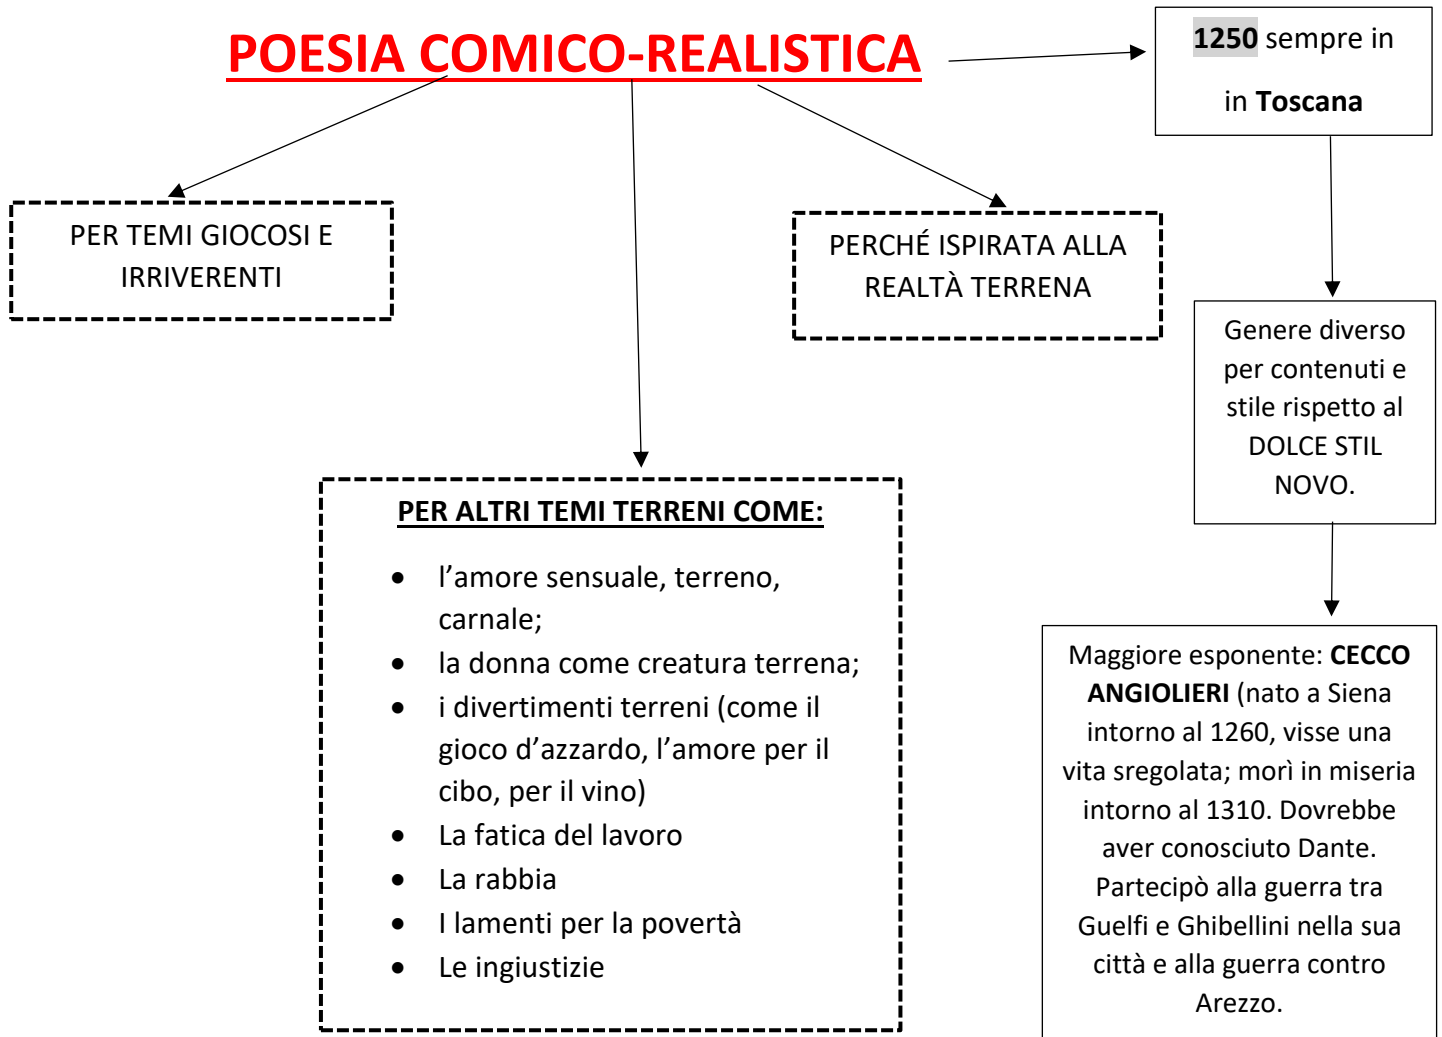 POESIA COMICO-REALISTICA
1250 sempre in
in Toscana
PER TEMI GIOCOSI E
IRRIVERENTI
PERCHÉ ISPIRATA ALLA
REALTÀ TERRENA
Genere diverso
per contenuti e
stile rispetto al
DOLCE STIL
NOVO.
PER ALTRI TEMI TERRENI COME:
• l’amore sensuale, terreno,
carnale;
• la donna come creatura terrena;
• i divertimenti terreni (come il
gioco d’azzardo, l’amore per il
cibo, per il vino)
• La fatica del lavoro
• La rabbia
• I lamenti per la povertà
• Le ingiustizie
Maggiore esponente: CECCO
ANGIOLIERI (nato a Siena
intorno al 1260, visse una
vita sregolata; morì in miseria
intorno al 1310. Dovrebbe
aver conosciuto Dante.
Partecipò alla guerra tra
Guelfi e Ghibellini nella sua
città e alla guerra contro
Arezzo.